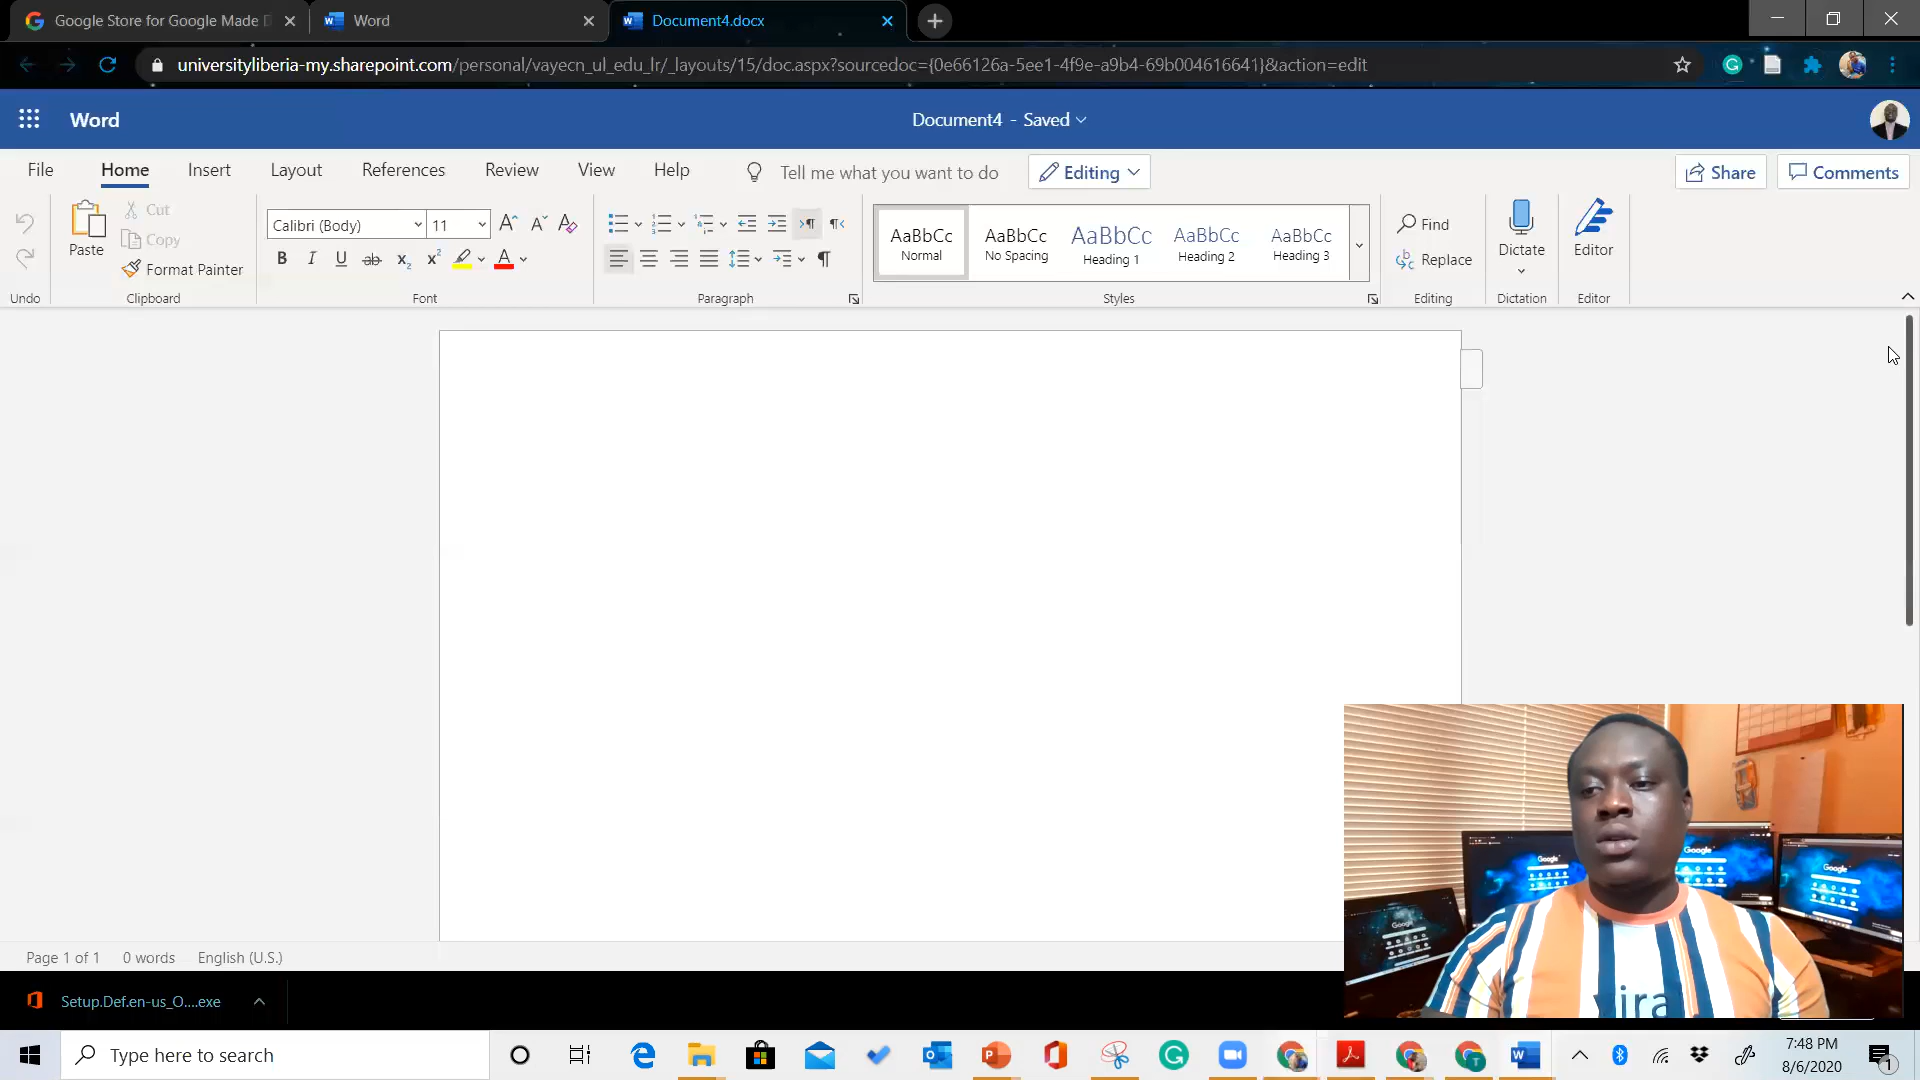 Google Store for Google Made D
Word
Document4.docx
universityliberia-my.sharepoint.com/personal/vayecn_ul_edu_lr/_layouts/15/doc.aspx?sourcedoc={0e66126a-5ee1-4f9e-a9b4-69b004616641}&action=edit
Word
Document4 - Saved
File Home Insert Layout References Review View Help Tell me what you want to do Editing Share Comments
Paste
Cut
Copy
Format Painter
Calibri (Body) 11
AaBbCc Normal
AaBbCc No Spacing
AaBbCc Heading 1
AaBbCc Heading 2
AaBbCc Heading 3
Find
Replace
Dictate
Editor
Undo Clipboard Font Paragraph Styles Editing Dictation Editor
Page 1 of 1 0 words English (U.S.)
Google
Google
Google
Google
Setup.Def.en-us_O....exe
Type here to search
7:48 PM
8/6/2020
1